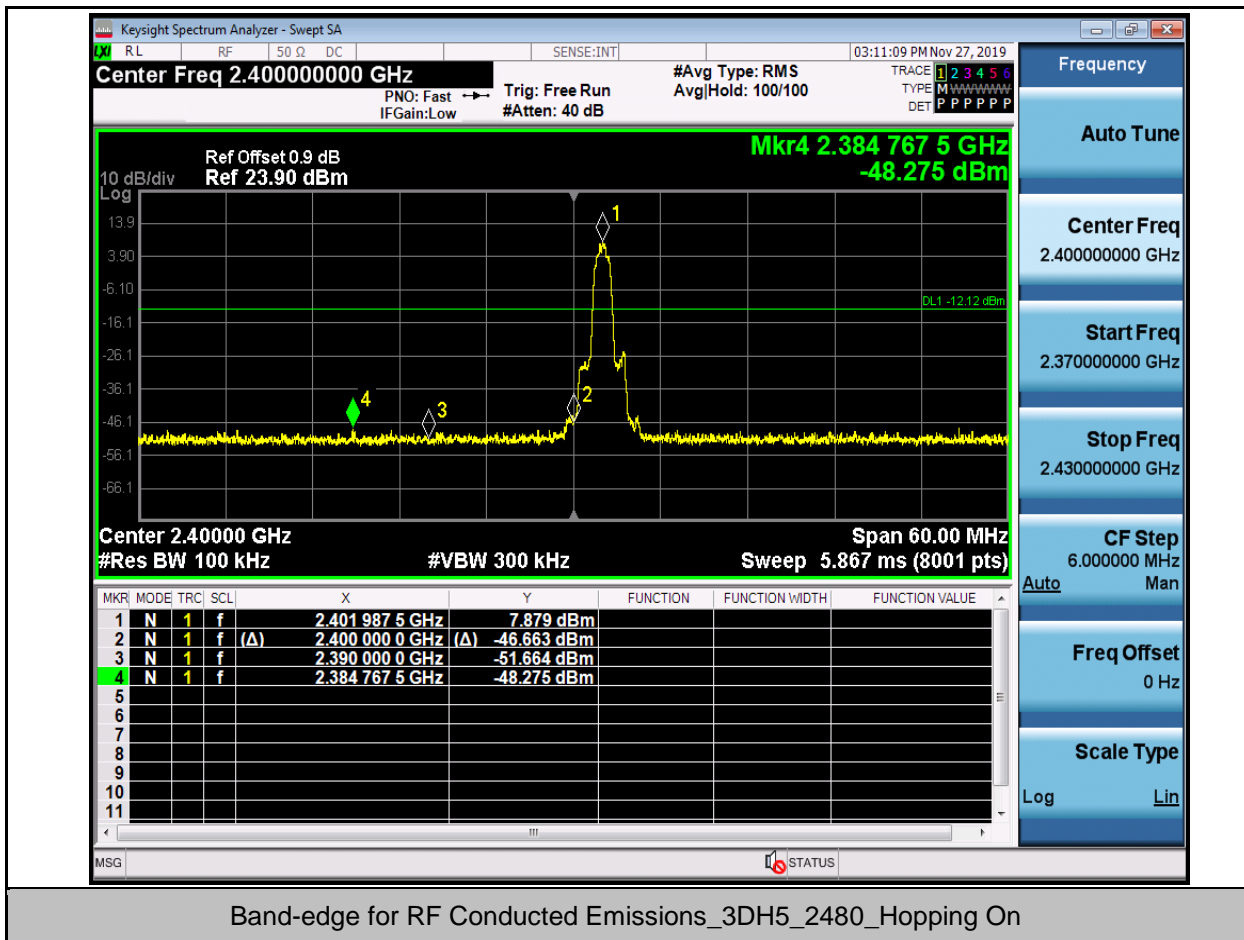 Keysight Spectrum Analyzer - Swept SA
LXI RL RF 50 Ω DC SENSE:INT 03:11:09 PM Nov 27, 2019
Center Freq 2.400000000 GHz
PNO: Fast
IFGain:Low
Trig: Free Run
#Atten: 40 dB
#Avg Type: RMS
Avg|Hold: 100/100
TRACE 1 2 3 4 5 6
TYPE M WWWWW
DET P P P P P P
Mkr4 2.384 767 5 GHz
-48.275 dBm
Ref Offset 0.9 dB
10 dB/div Ref 23.90 dBm
Log
13.9
3.90
-6.10
-16.1
-26.1
-36.1
-46.1
-56.1
-66.1
1
DL1 -12.12 dBm
2
3
4
Center 2.40000 GHz Span 60.00 MHz
#Res BW 100 kHz #VBW 300 kHz Sweep 5.867 ms (8001 pts)
MKR MODE TRC SCL X Y FUNCTION FUNCTION WIDTH FUNCTION VALUE
1 N 1 f 2.401 987 5 GHz 7.879 dBm
2 N 1 f (Δ) 2.400 000 0 GHz (Δ) -46.663 dBm
3 N 1 f 2.390 000 0 GHz -51.664 dBm
4 N 1 f 2.384 767 5 GHz -48.275 dBm
5
6
7
8
9
10
11
MSG STATUS
Frequency
Auto Tune
Center Freq
2.400000000 GHz
Start Freq
2.370000000 GHz
Stop Freq
2.430000000 GHz
CF Step
6.000000 MHz
Auto Man
Freq Offset
0 Hz
Scale Type
Log Lin
Band-edge for RF Conducted Emissions_3DH5_2480_Hopping On